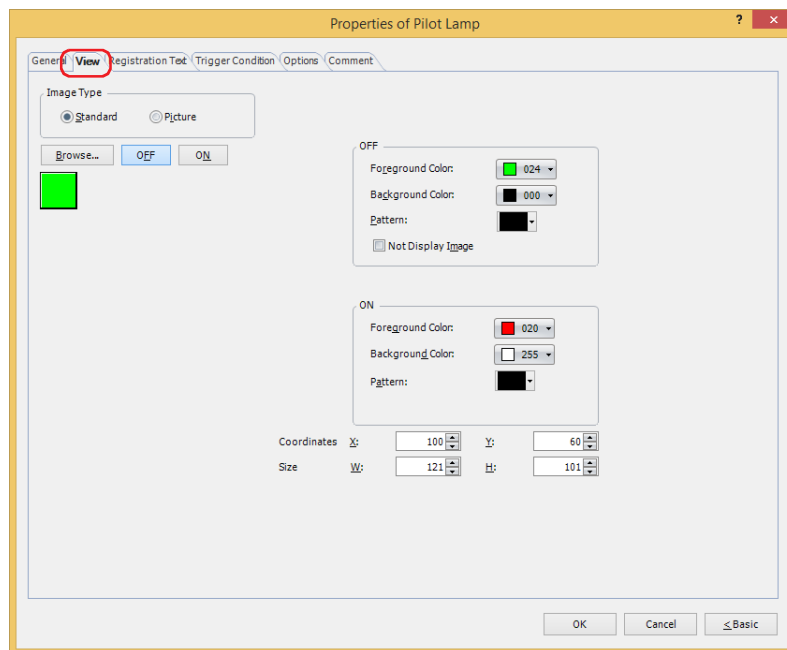 Properties of Pilot Lamp ?
General View Registration Text Trigger Condition Options Comment
Image Type
Standard Picture
Browse... OFF ON
OFF
Foreground Color: 024
Background Color: 000
Pattern:
Not Display Image
ON
Foreground Color: 020
Background Color: 255
Pattern:
Coordinates X: 100 Y: 60
Size W: 121 H: 101
OK Cancel < Basic